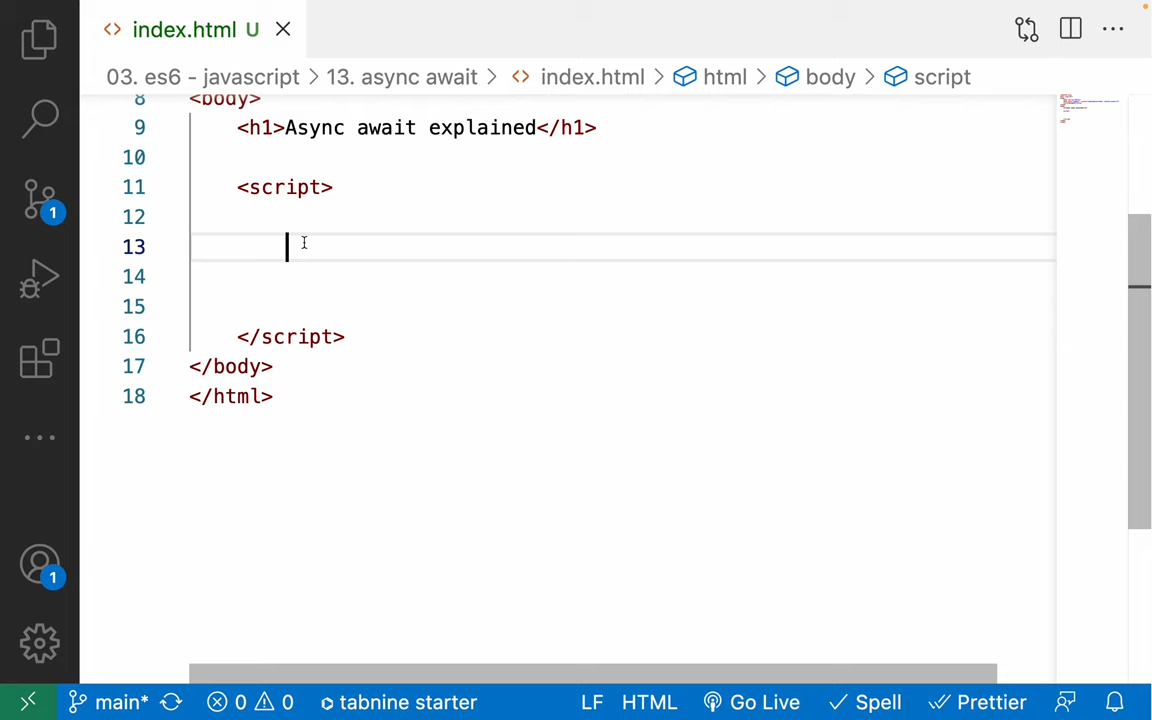 index.html U
03. es6 - javascript > 13. async await > index.html > html > body > script
8 <body>
9 <h1>Async await explained</h1>
10
11 <script>
12
13
14
15
16 </script>
17 </body>
18 </html>
1
1
main* 0 0 tabnine starter LF HTML Go Live Spell Prettier